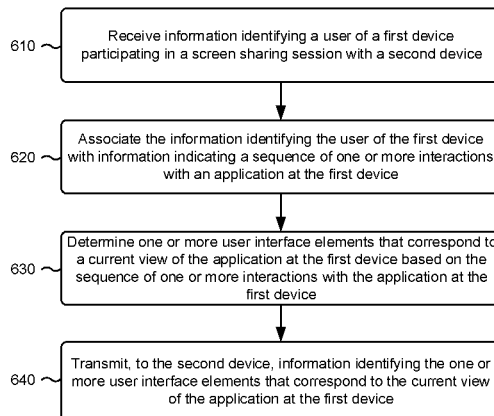 610
Receive information identifying a user of a first device
participating in a screen sharing session with a second device
620
Associate the information identifying the user of the first device
with information indicating a sequence of one or more interactions
with an application at the first device
630
Determine one or more user interface elements that correspond to
a current view of the application at the first device based on the
sequence of one or more interactions with the application at the
first device
640
Transmit, to the second device, information identifying the one or
more user interface elements that correspond to the current view
of the application at the first device